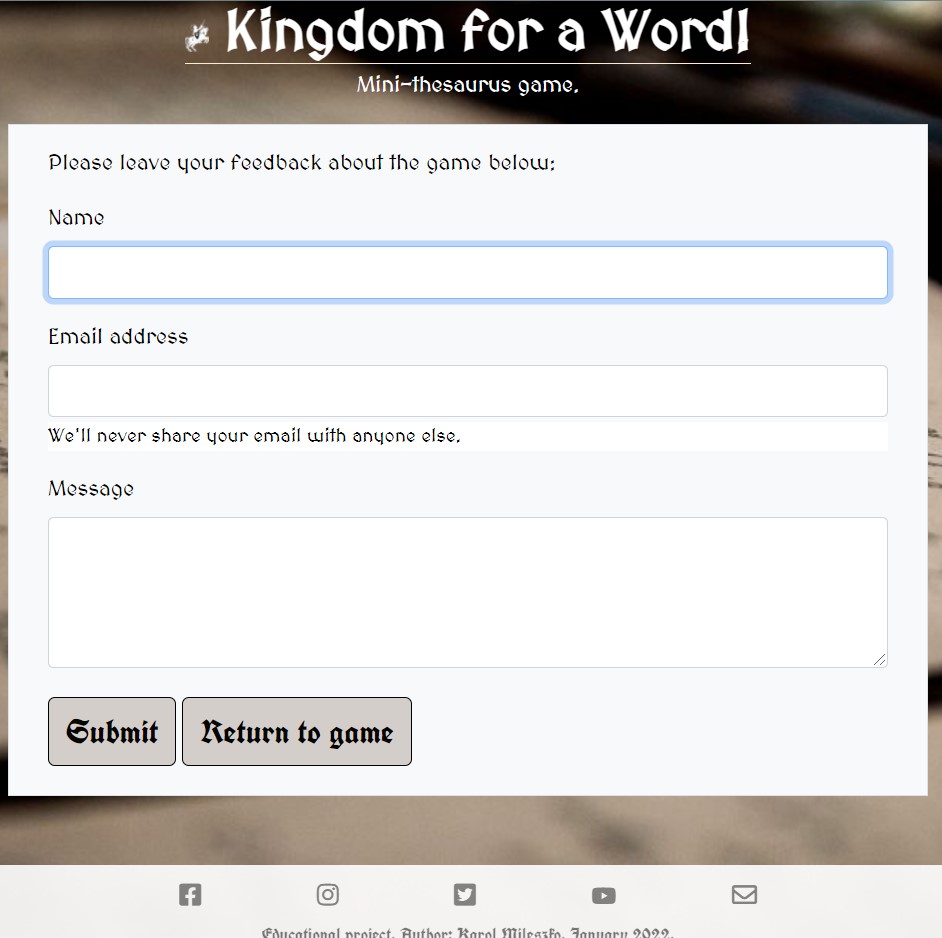 Kingdom for a Word!
Mini-thesaurus game.
Please leave your feedback about the game below:
Name
Email address
We'll never share your email with anyone else.
Message
Submit
Return to game
Educational project. Author: Karol Mileszko. January 2022.